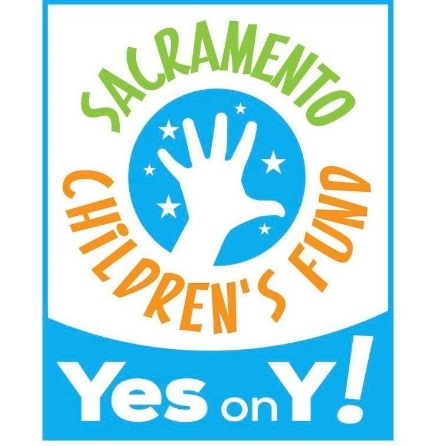 SACRAMENTO
CHiLDREN'S FUND
Yes on Y!